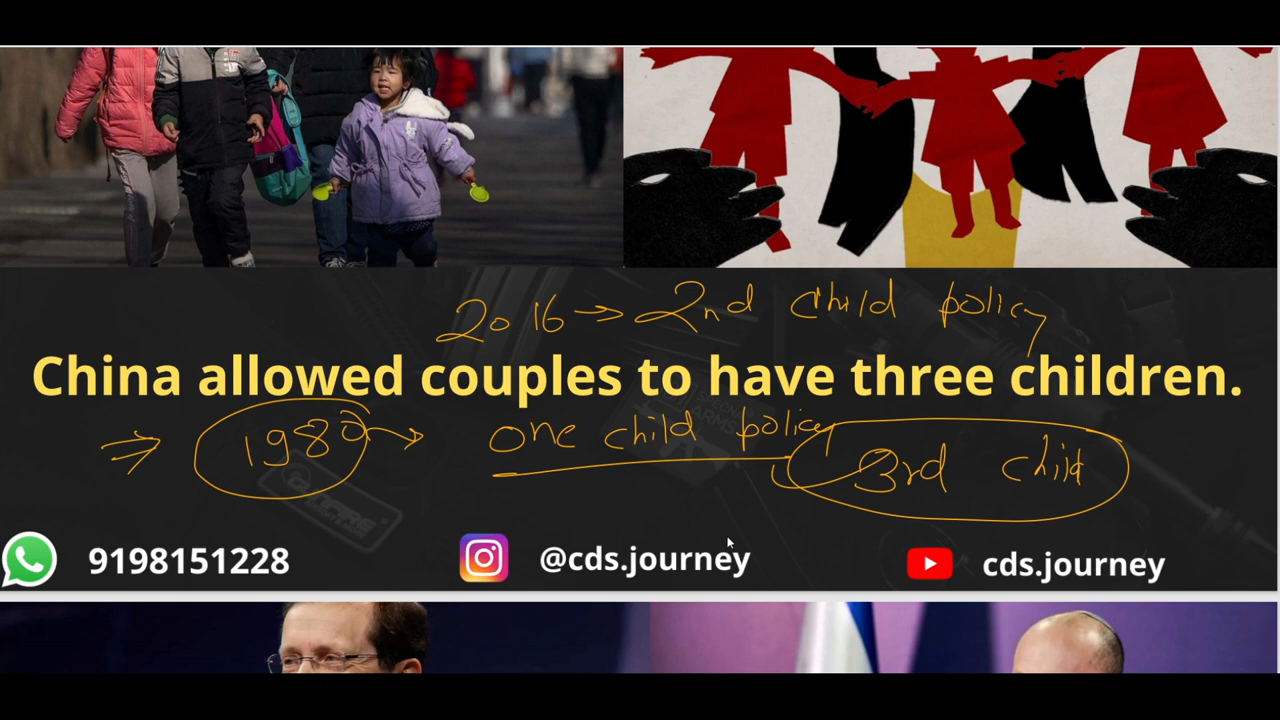 2016 → 2nd child policy
China allowed couples to have three children.
⇒ 1980 → one child policy
3rd child
9198151228 @cds.journey cds.journey